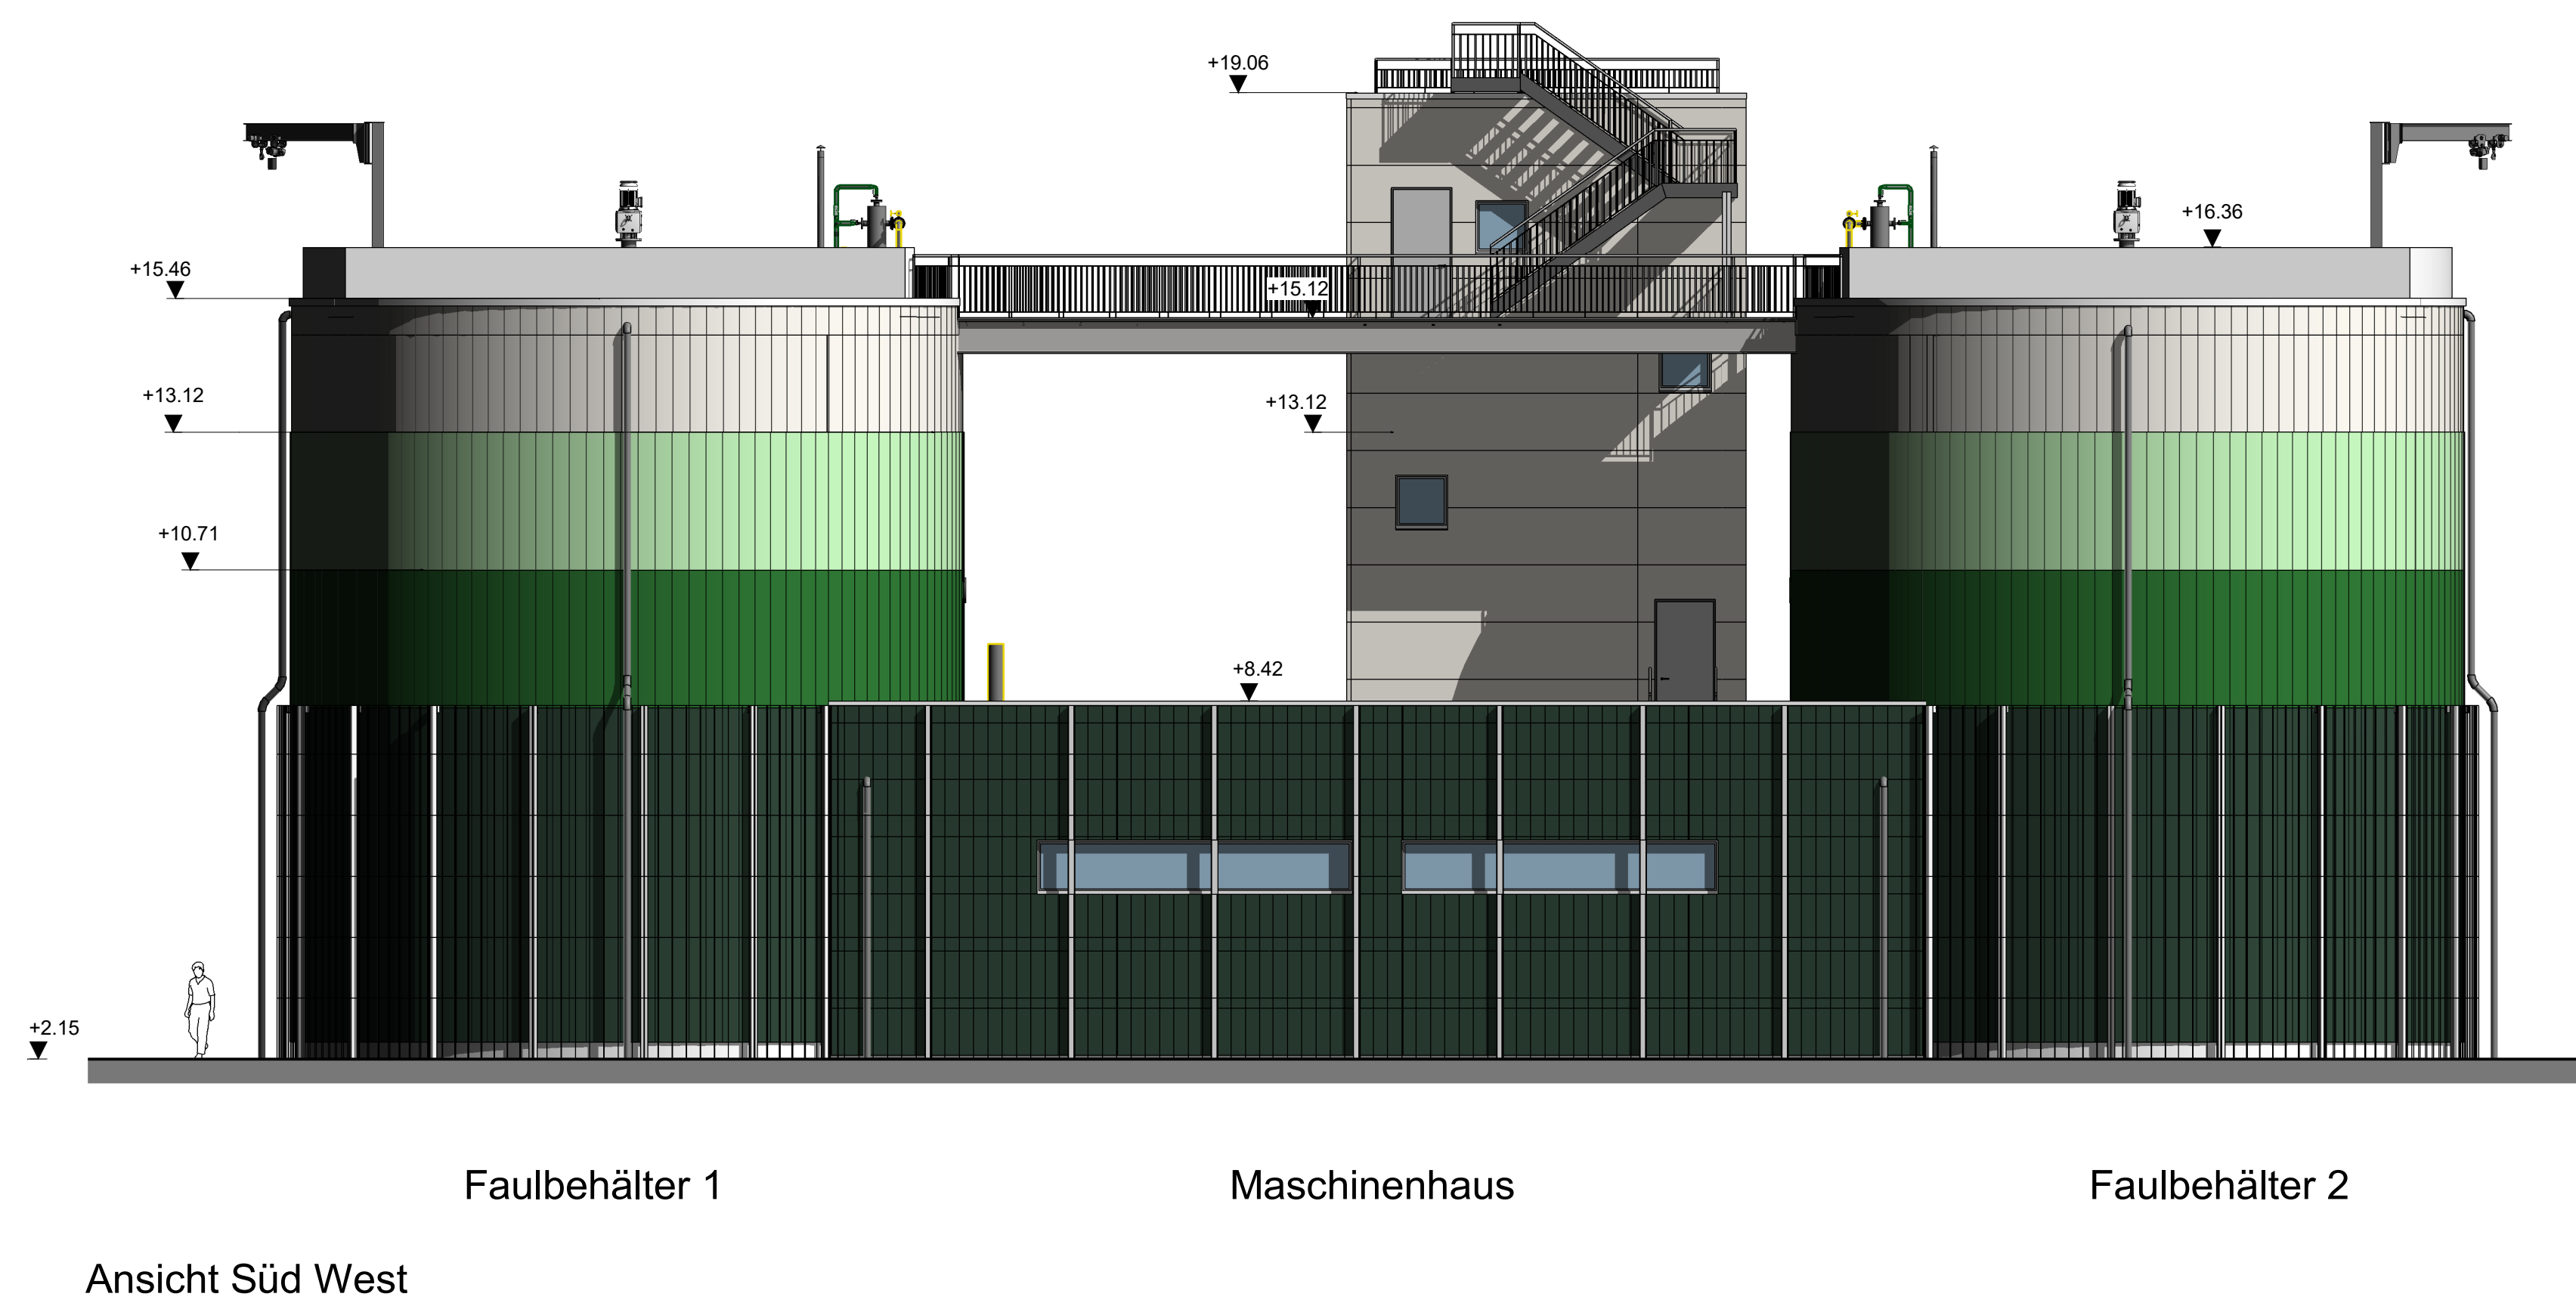 +19.06
+16.36
+15.46
+15.12
+13.12
+13.12
+10.71
+8.42
+2.15
Faulbehälter 1
Maschinenhaus
Faulbehälter 2
Ansicht Süd West